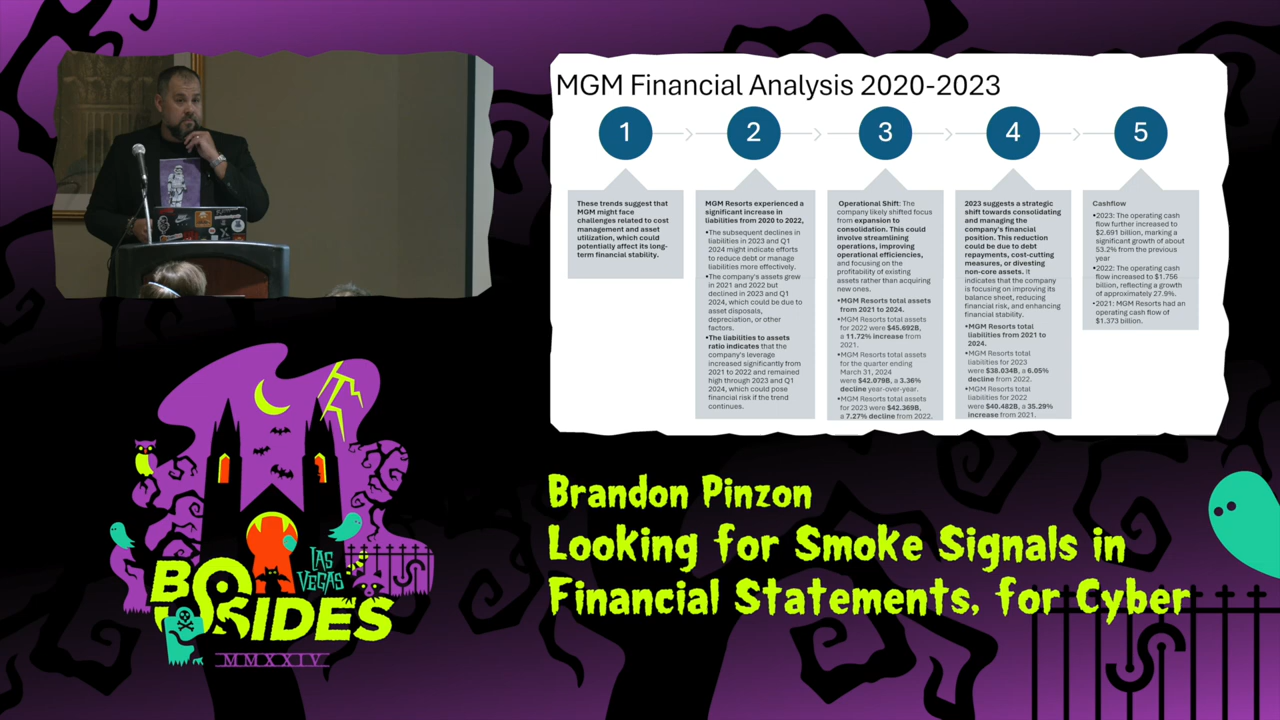 MGM Financial Analysis 2020-2023
1
2
3
4
5
These trends suggest that
MGM might face
challenges related to cost
management and asset
utilization, which could
potentially affect its long-
term financial stability.
MGM Resorts experienced a
significant increase in
liabilities from 2020 to 2022,
•The subsequent declines in
liabilities in 2023 and Q1
2024 might indicate efforts
to reduce debt or manage
liabilities more effectively.
•The company's assets grew
in 2021 and 2022 but
declined in 2023 and Q1
2024, which could be due to
asset disposals,
depreciation, or other
factors.
•The liabilities to assets
ratio indicates that the
company's leverage
increased significantly from
2021 to 2022 and remained
high through 2023 and Q1
2024, which could pose
financial risk if the trend
continues.
Operational Shift: The
company likely shifted focus
from expansion to
consolidation. This could
involve streamlining
operations, improving
operational efficiencies,
and focusing on the
profitability of existing
assets rather than acquiring
new ones.
•MGM Resorts total assets
from 2021 to 2024.
•MGM Resorts total assets
for 2022 were $45.692B,
a 11.72% increase from
2021.
•MGM Resorts total assets
for the quarter ending
March 31, 2024
were $42.079B, a 3.36%
decline year-over-year.
•MGM Resorts total assets
for 2023 were $42.369B,
a 7.27% decline from 2022.
2023 suggests a strategic
shift towards consolidating
and managing the
company's financial
position. This reduction
could be due to debt
repayments, cost-cutting
measures, or divesting
non-core assets. It
indicates that the company
is focusing on improving its
balance sheet, reducing
financial risk, and enhancing
financial stability.
•MGM Resorts total
liabilities from 2021 to
2024.
•MGM Resorts total
liabilities for 2023
were $38.034B, a 6.05%
decline from 2022.
•MGM Resorts total
liabilities for 2022
were $40.482B, a 35.29%
increase from 2021.
Cashflow
•2023: The operating cash
flow further increased to
$2.691 billion, marking a
significant growth of about
53.2% from the previous
year
•2022: The operating cash
flow increased to $1.756
billion, reflecting a growth
of approximately 27.9%.
•2021: MGM Resorts had an
operating cash flow of
$1.373 billion.
LAS
VEGAS
BSIDES
MMXXIV
Brandon Pinzon
Looking for Smoke Signals in
Financial Statements, for Cyber